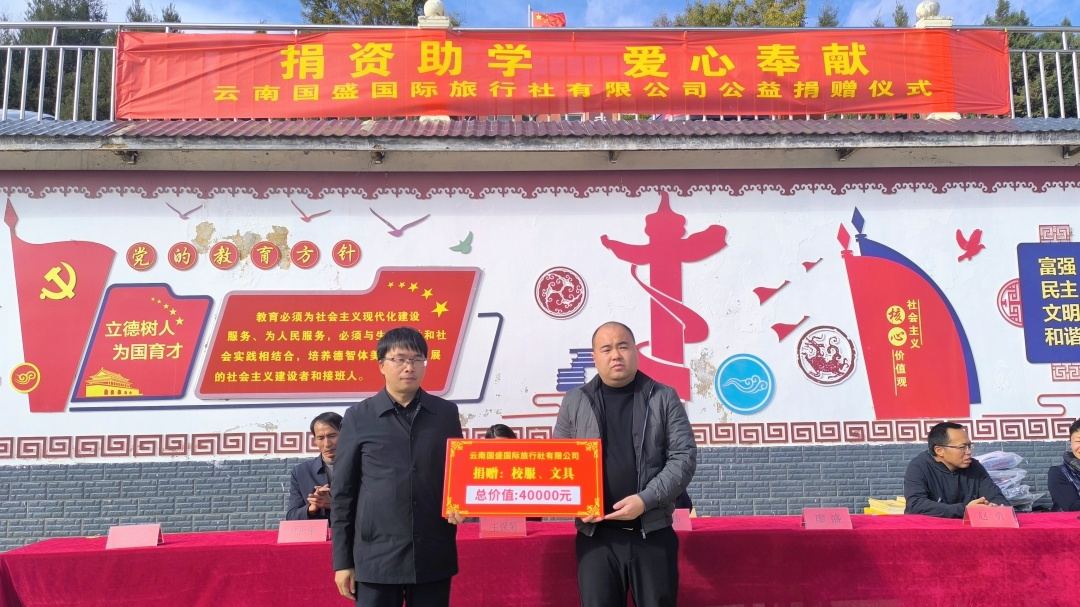 捐资助学 爱心奉献
云南国盛国际旅行社有限公司公益捐赠仪式
党的教育方针
立德树人
为国育才
教育必须为社会主义现代化建设
服务、为人民服务，必须与生
和社
会实践相结合，培养德智体美
展
的社会主义建设者和接班人。
社会主义
核心
价值观
富强
民主
文明
和谐
云南国盛国际旅行社有限公司
捐赠：校服、文具
总价值:40000元
廖盛